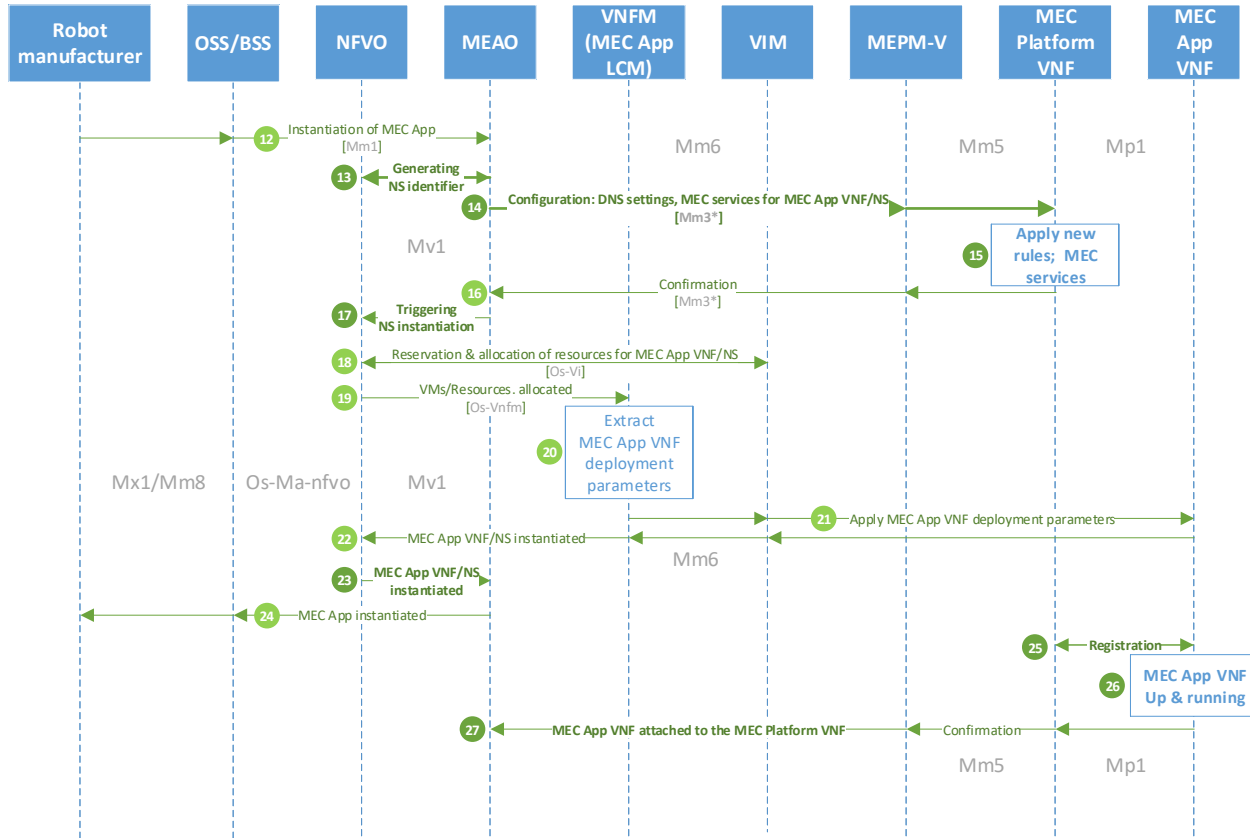 Robot
manufacturer
OSS/BSS
NFVO
MEAO
VNFM
(MEC App
LCM)
VIM
MEPM-V
MEC
Platform
VNF
MEC
App
VNF
12
Instantiation of MEC App
[Mm1]
Mm6
Mm5
Mp1
13
Generating
NS identifier
14
Configuration: DNS settings, MEC services for MEC App VNF/NS
[Mm3*]
Mv1
15
Apply new
rules; MEC
services
16
Confirmation
[Mm3*]
17
Triggering
NS instantiation
18
Reservation & allocation of resources for MEC App VNF/NS
[Os-Vi]
19
VMs/Resources. allocated
[Os-Vnfm]
20
Extract
MEC App VNF
deployment
parameters
Mx1/Mm8
Os-Ma-nfvo
Mv1
21
Apply MEC App VNF deployment parameters
22
MEC App VNF/NS instantiated
Mm6
23
MEC App VNF/NS
instantiated
24
MEC App instantiated
25
Registration
26
MEC App VNF
Up & running
27
MEC App VNF attached to the MEC Platform VNF
Confirmation
Mm5
Mp1